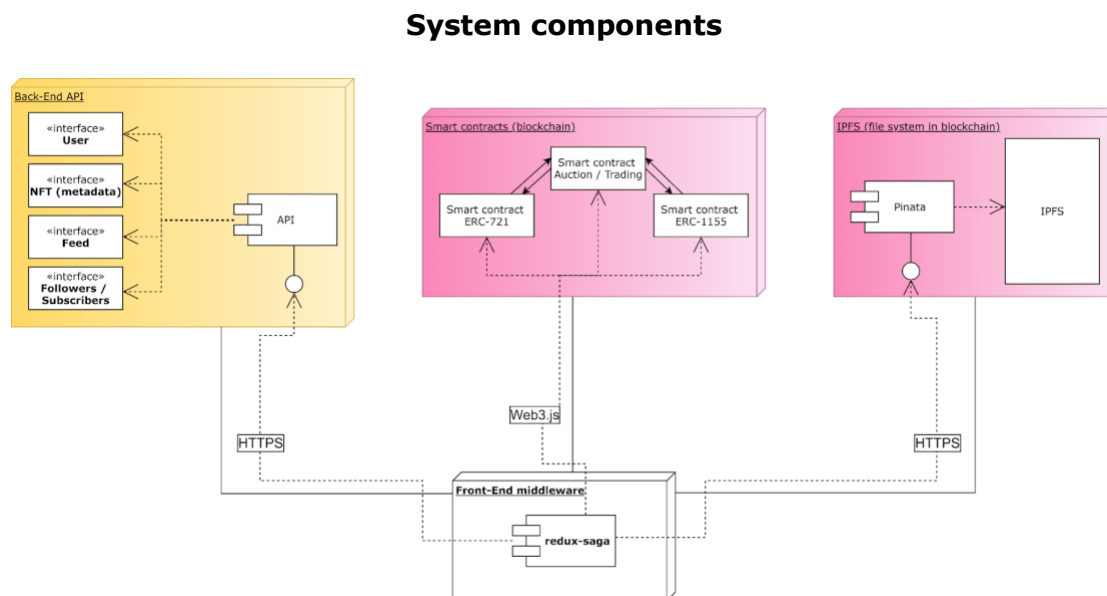 System components
Back-End API
«interface»
User
«interface»
NFT (metadata)
«interface»
Feed
«interface»
Followers /
Subscribers
API
HTTPS
Smart contracts (blockchain)
Smart contract
Auction / Trading
Smart contract
ERC-721
Smart contract
ERC-1155
Web3.js
IPFS (file system in blockchain)
Pinata
IPFS
HTTPS
Front-End middleware
redux-saga